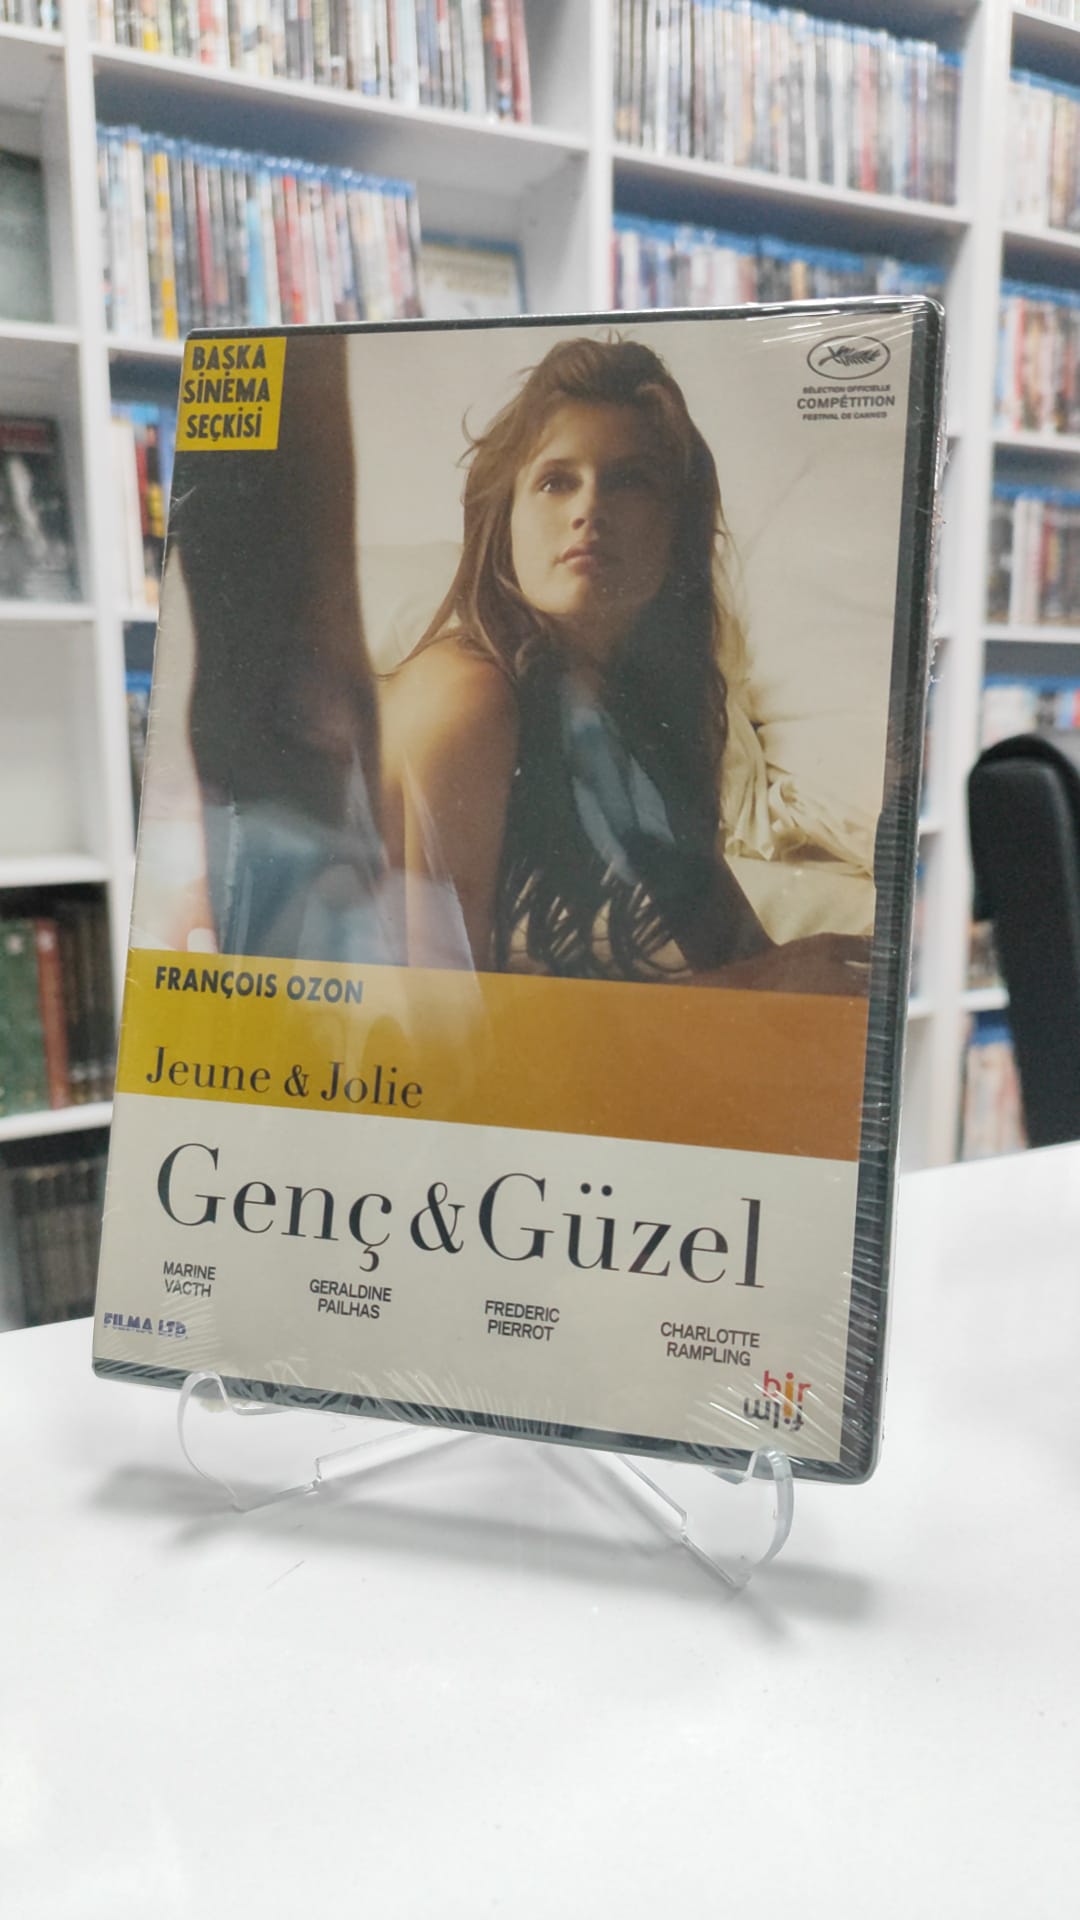 BAŞKA
SİNEMA
SEÇKİSİ
SÉLECTION OFFICIELLE
COMPÉTITION
FESTIVAL DE CANNES
FRANÇOIS OZON
Jeune & Jolie
Genç & Güzel
MARINE
VACTH
GERALDINE
PAILHAS
FREDERIC
PIERROT
CHARLOTTE
RAMPLING
FILMA LTD.
bir
film